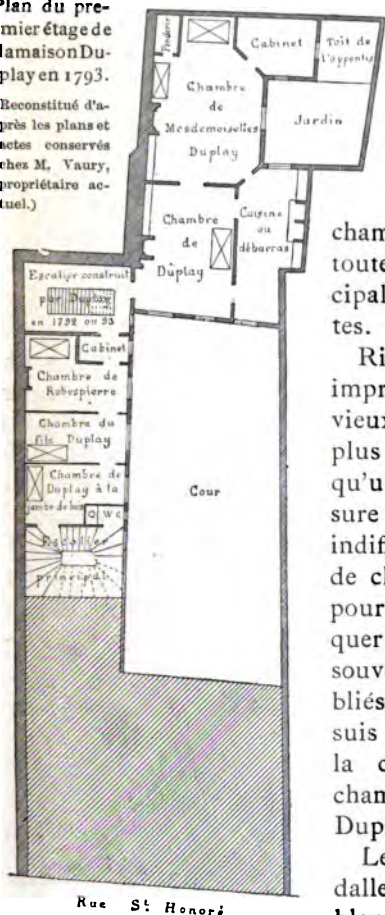 Plan du pre-
mier étage de
la maison Du-
play en 1793.
(Reconstitué d'a-
près les plans et
actes conservés
chez M. Vaury,
propriétaire ac-
tuel.)
Penderie
Cabinet
Toit de
l'appentis
Chambre
de
Mesdemoiselles
Duplay
Jardin
Chambre
de
Duplay
Cuisine
ou
débarras
Escalier construit
par Duplay
en 1792 ou 93
Cabinet
Chambre de
Robespierre
Chambre du
fils Duplay
Chambre de
Duplay à la
jambe de bois
WC
Escalier
principal
Cour
Rue St. Honoré
cham
toute
cipal
tes.
Ri
impr
vieux
plus
qu'u
sure
indif
de cl
pour
quer
souv
bliés
suis
la c
cham
Dup
Le
dalle